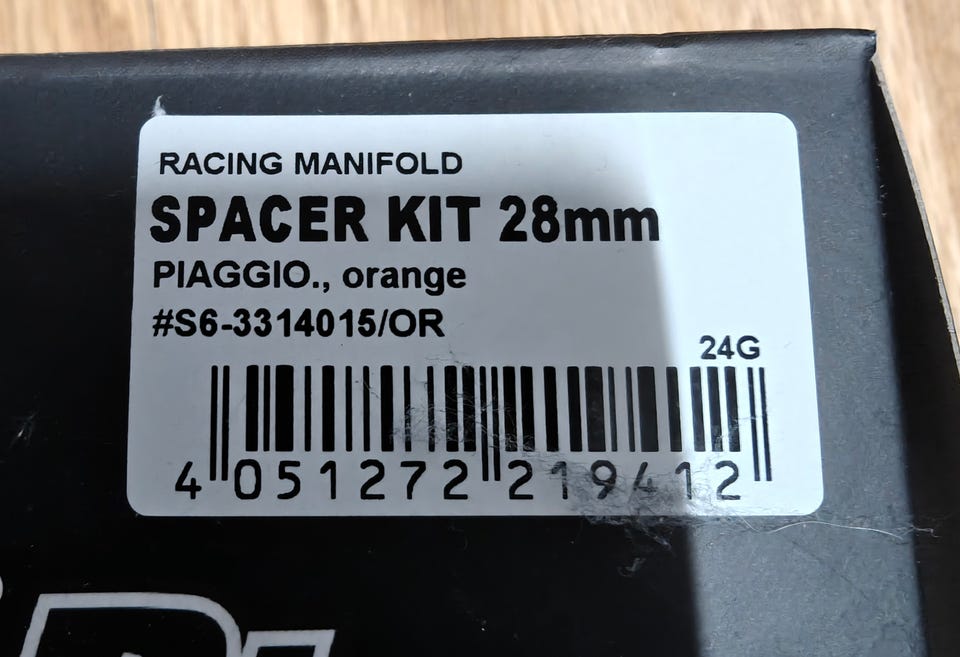 RACING MANIFOLD
SPACER KIT 28mm
PIAGGIO., orange
#S6-3314015/OR
24G
4 051272 219412